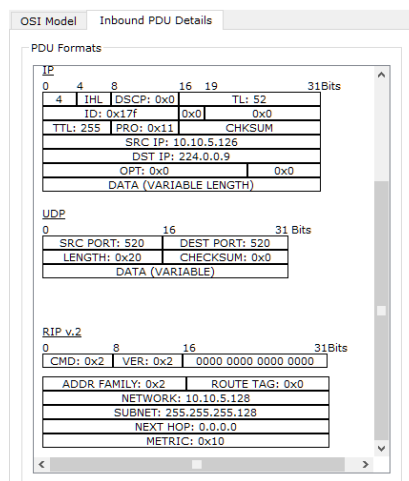 OSI Model Inbound PDU Details
PDU Formats
IP
0 4 8 16 19 31Bits
4 IHL DSCP: 0x0 TL: 52
ID: 0x17f 0x0 0x0
TTL: 255 PRO: 0x11 CHKSUM
SRC IP: 10.10.5.126
DST IP: 224.0.0.9
OPT: 0x0 0x0
DATA (VARIABLE LENGTH)
UDP
0 16 31 Bits
SRC PORT: 520 DEST PORT: 520
LENGTH: 0x20 CHECKSUM: 0x0
DATA (VARIABLE)
RIP v.2
0 8 16 31Bits
CMD: 0x2 VER: 0x2 0000 0000 0000 0000
ADDR FAMILY: 0x2 ROUTE TAG: 0x0
NETWORK: 10.10.5.128
SUBNET: 255.255.255.128
NEXT HOP: 0.0.0.0
METRIC: 0x10